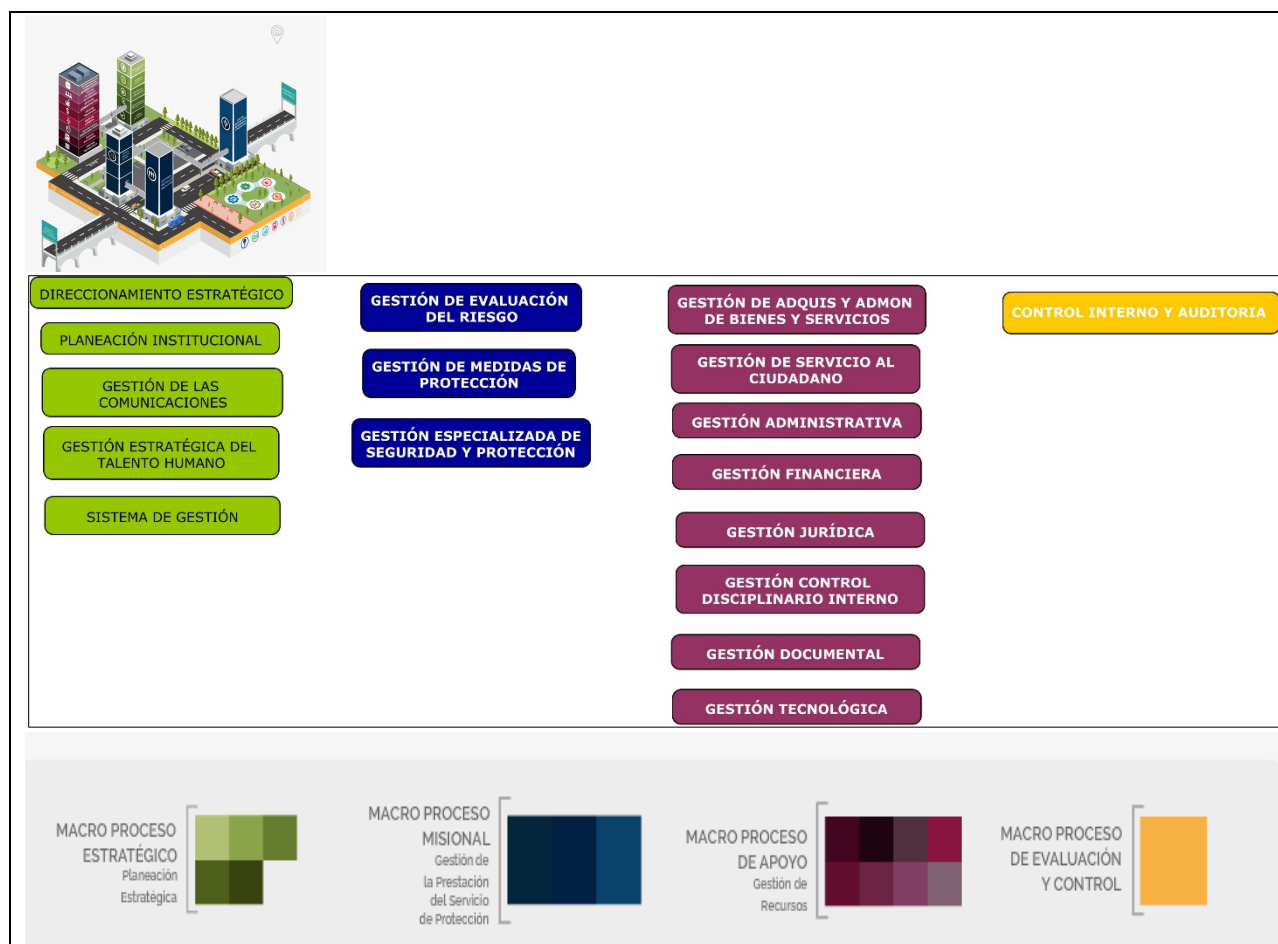 DIRECCIONAMIENTO ESTRATÉGICO
PLANEACIÓN INSTITUCIONAL
GESTIÓN DE LAS
COMUNICACIONES
GESTIÓN ESTRATÉGICA DEL
TALENTO HUMANO
SISTEMA DE GESTIÓN
GESTIÓN DE EVALUACIÓN
DEL RIESGO
GESTIÓN DE MEDIDAS DE
PROTECCIÓN
GESTIÓN ESPECIALIZADA DE
SEGURIDAD Y PROTECCIÓN
GESTIÓN DE ADQUIS Y ADMON
DE BIENES Y SERVICIOS
GESTIÓN DE SERVICIO AL
CIUDADANO
GESTIÓN ADMINISTRATIVA
GESTIÓN FINANCIERA
GESTIÓN JURÍDICA
GESTIÓN CONTROL
DISCIPLINARIO INTERNO
GESTIÓN DOCUMENTAL
GESTIÓN TECNOLÓGICA
CONTROL INTERNO Y AUDITORIA
MACRO PROCESO
ESTRATÉGICO
Planeación
Estratégica
MACRO PROCESO
MISIONAL
Gestión de
la Prestación
del Servicio
de Protección
MACRO PROCESO
DE APOYO
Gestión de
Recursos
MACRO PROCESO
DE EVALUACIÓN
Y CONTROL